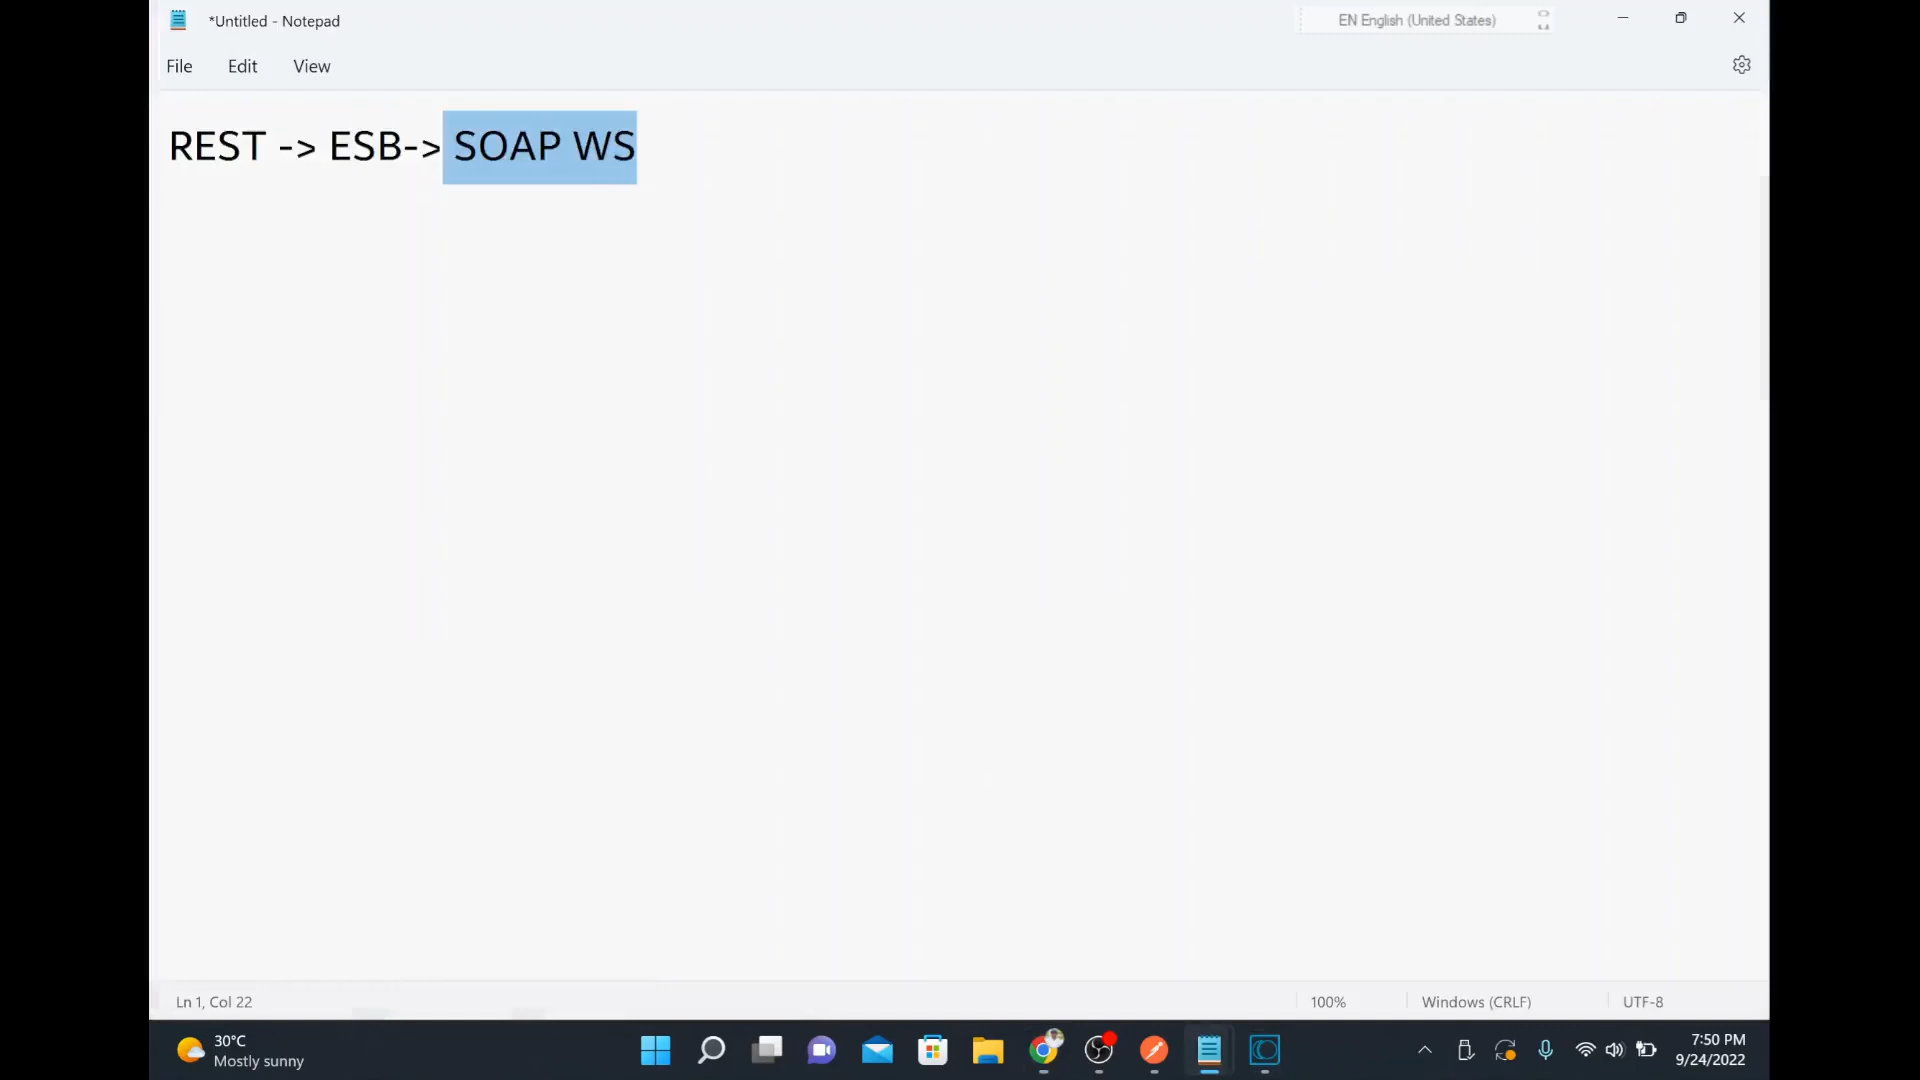 *Untitled - Notepad
EN English (United States)
File Edit View
REST -> ESB-> SOAP WS
Ln 1, Col 22
100%
Windows (CRLF)
UTF-8
30°C
Mostly sunny
7:50 PM
9/24/2022